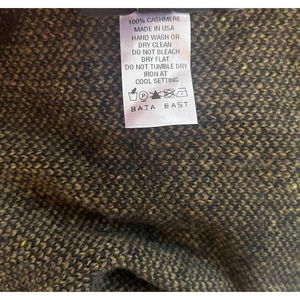 100% CASHMERE
MADE IN USA
HAND WASH OR
DRY CLEAN
DO NOT BLEACH
DRY FLAT
DO NOT TUMBLE DRY
IRON AT
COOL SETTING
BAJA EAST